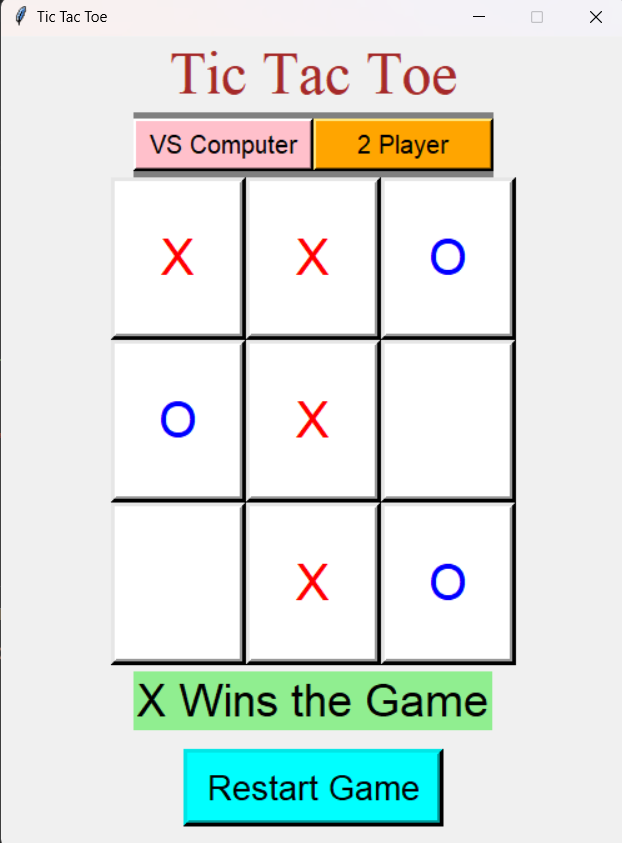 Tic Tac Toe
Tic Tac Toe
VS Computer 2 Player
X X O
O X
X O
X Wins the Game
Restart Game